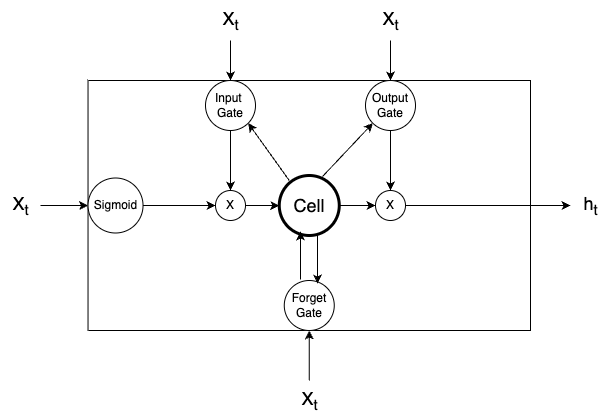 Xt
Xt
Input
Gate
Output
Gate
Xt
Sigmoid
X
Cell
X
ht
Forget
Gate
Xt